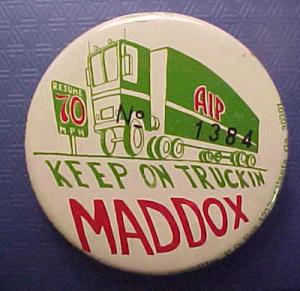 RESUME
70
MPH
AIP
No 1384
KEEP ON TRUCKIN
MADDOX